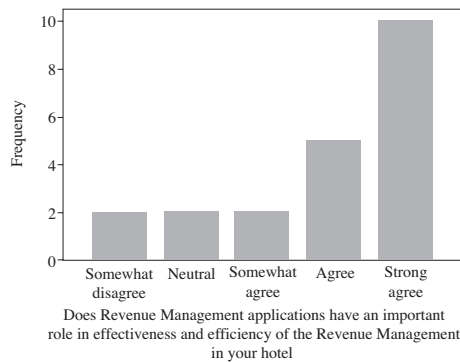 10
8
6
4
2
0
Frequency
Somewhat
disagree
Neutral
Somewhat
agree
Agree
Strong
agree
Does Revenue Management applications have an important
role in effectiveness and efficiency of the Revenue Management
in your hotel